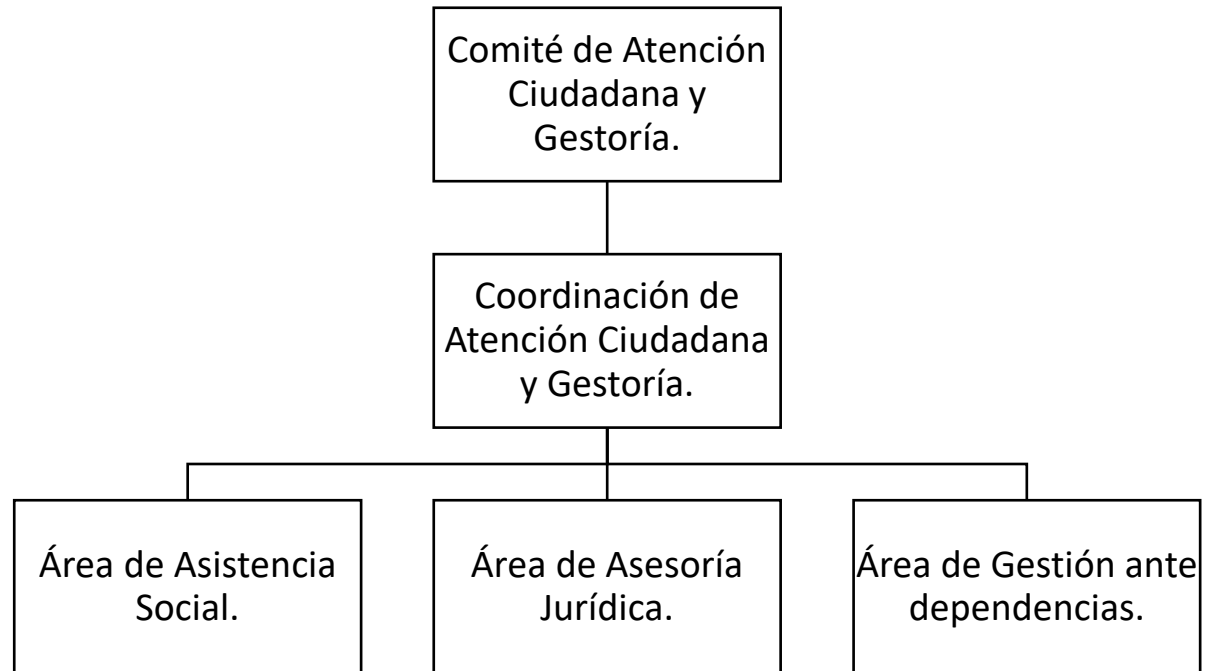 Comité de Atención
Ciudadana y
Gestoría.
Coordinación de
Atención Ciudadana
y Gestoría.
Área de Asistencia
Social.
Área de Asesoría
Jurídica.
Área de Gestión ante
dependencias.